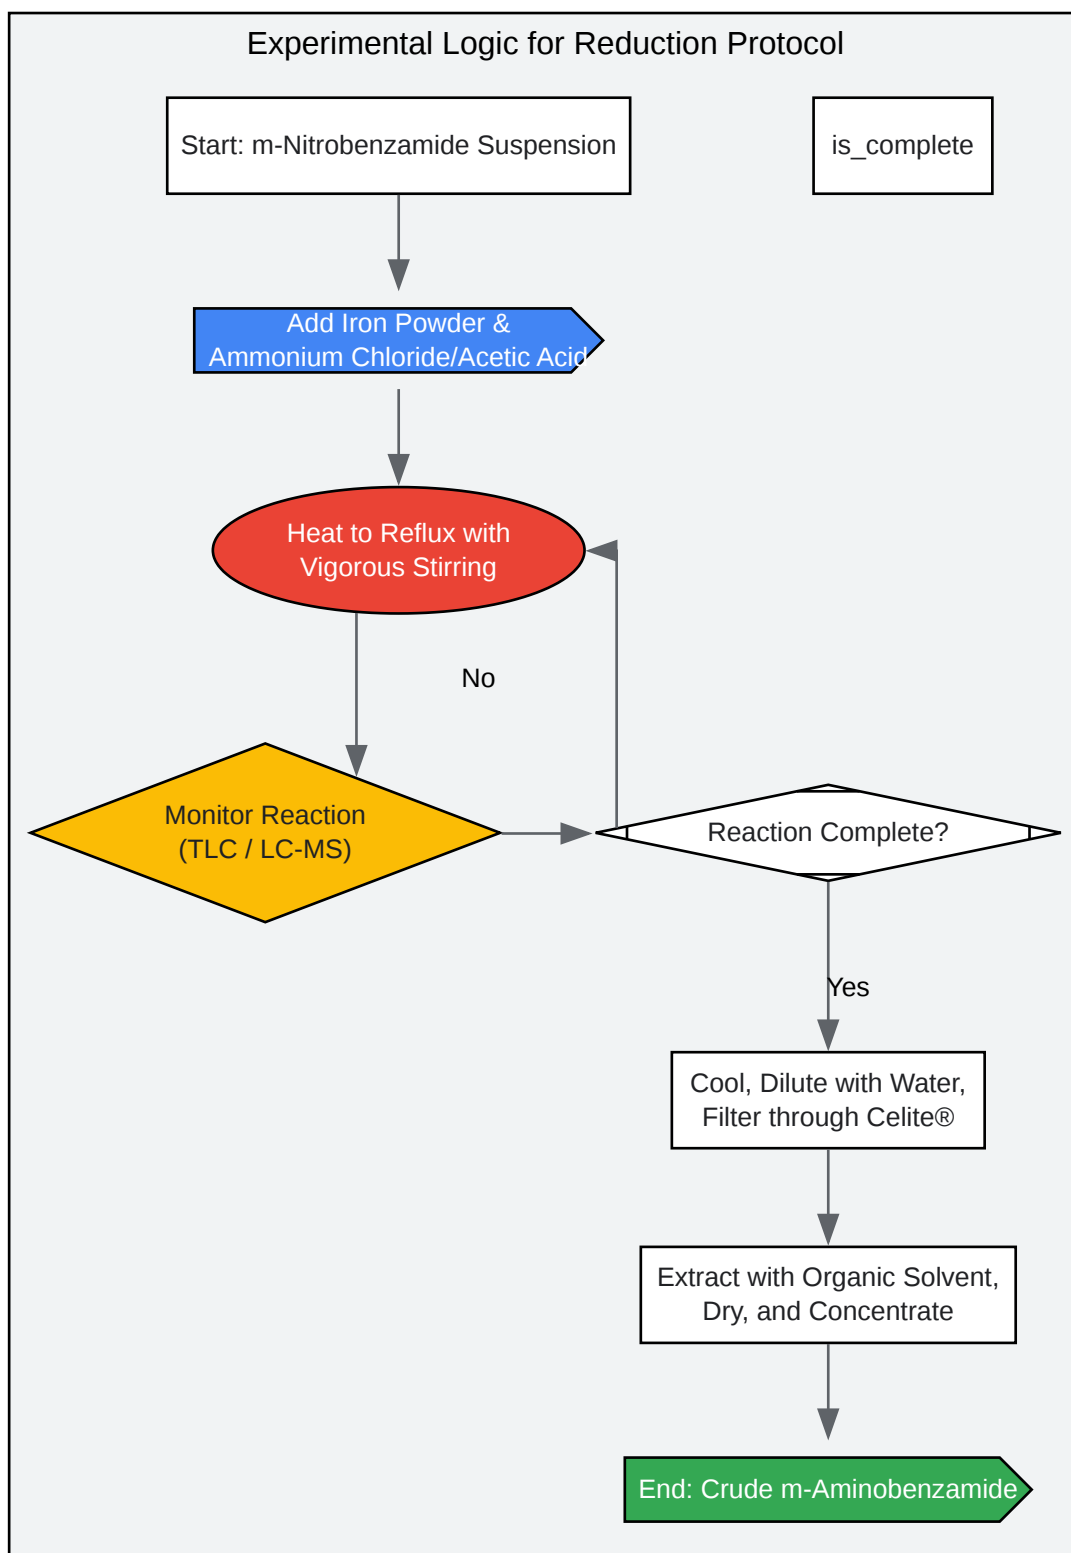 Experimental Logic for Reduction Protocol
Start: m-Nitrobenzamide Suspension
is_complete
Add Iron Powder &
Ammonium Chloride/Acetic Acid
Heat to Reflux with
Vigorous Stirring
No
Monitor Reaction
(TLC / LC-MS)
Reaction Complete?
Yes
Cool, Dilute with Water,
Filter through Celite®
Extract with Organic Solvent,
Dry, and Concentrate
End: Crude m-Aminobenzamide